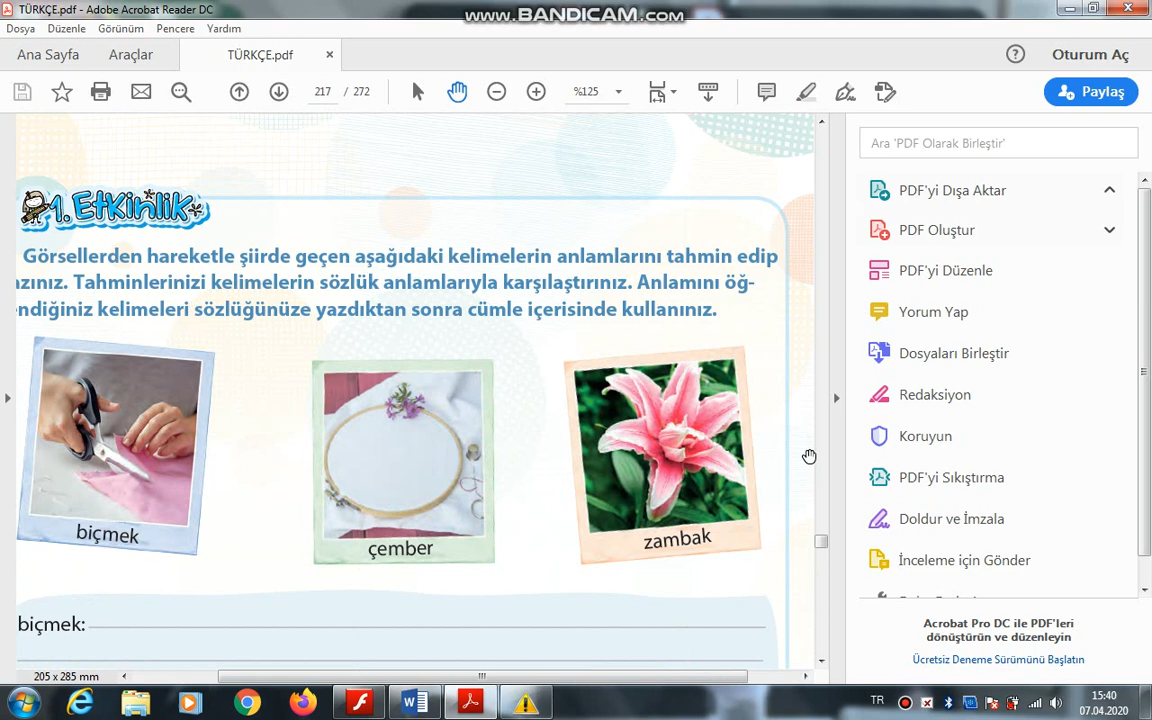 TÜRKÇE.pdf - Adobe Acrobat Reader DC
www.BANDICAM.com
Dosya Düzenle Görünüm Pencere Yardım
Ana Sayfa Araçlar TÜRKÇE.pdf × ? Oturum Aç
217 / 272 %125 Paylaş
Ara 'PDF Olarak Birleştir'
PDF'yi Dışa Aktar
PDF Oluştur
PDF'yi Düzenle
Yorum Yap
Dosyaları Birleştir
Redaksiyon
Koruyun
PDF'yi Sıkıştırma
Doldur ve İmzala
İnceleme için Gönder
Acrobat Pro DC ile PDF'leri
dönüştürün ve düzenleyin
Ücretsiz Deneme Sürümünü Başlatın
1. Etkinlik
Görsellerden hareketle şiirde geçen aşağıdaki kelimelerin anlamlarını tahmin edip
azınız. Tahminlerinizi kelimelerin sözlük anlamlarıyla karşılaştırınız. Anlamını öğ-
endiğiniz kelimeleri sözlüğünüze yazdıktan sonra cümle içerisinde kullanınız.
biçmek
çember
zambak
biçmek:
205 x 285 mm
TR 15:40
07.04.2020